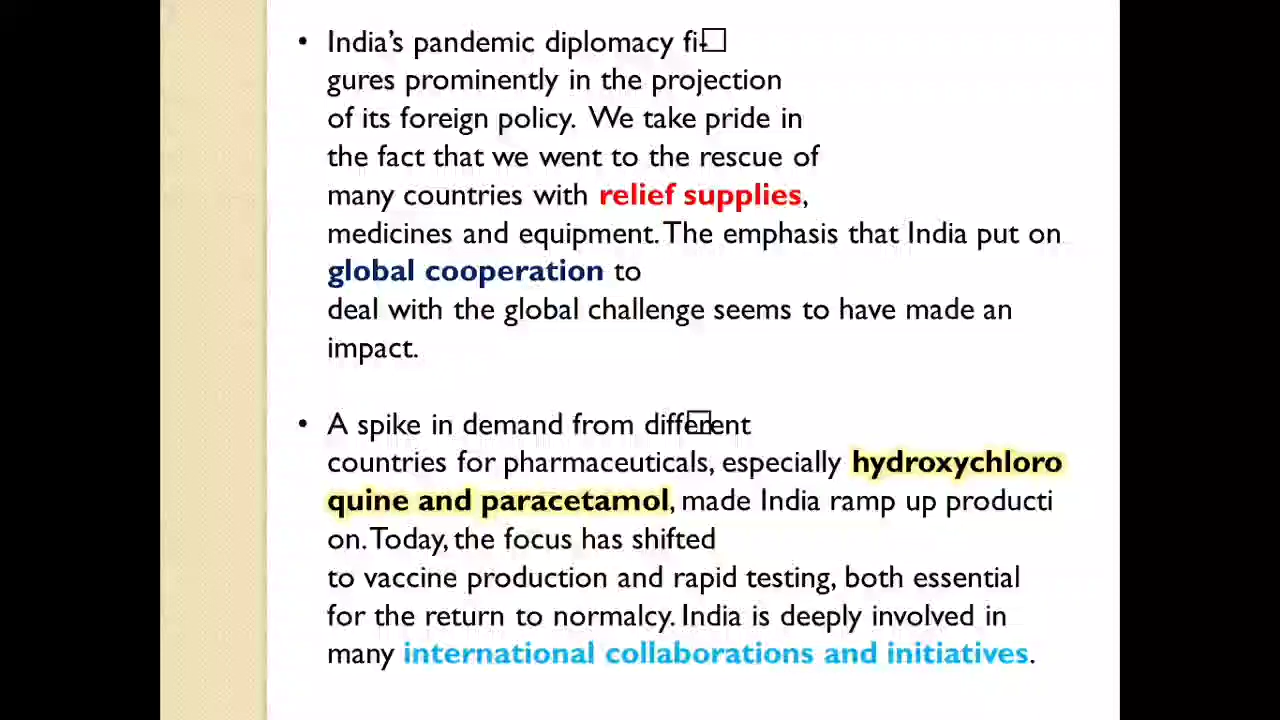 • India's pandemic diplomacy fi-□
gures prominently in the projection
of its foreign policy. We take pride in
the fact that we went to the rescue of
many countries with relief supplies,
medicines and equipment. The emphasis that India put on
global cooperation to
deal with the global challenge seems to have made an
impact.
• A spike in demand from different
countries for pharmaceuticals, especially hydroxychloro
quine and paracetamol, made India ramp up producti
on. Today, the focus has shifted
to vaccine production and rapid testing, both essential
for the return to normalcy. India is deeply involved in
many international collaborations and initiatives.